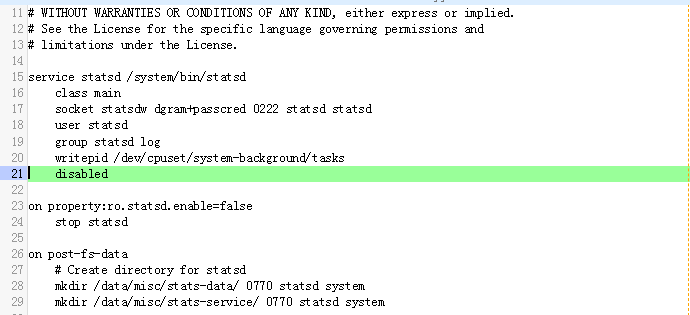 11 # WITHOUT WARRANTIES OR CONDITIONS OF ANY KIND, either express or implied.
12 # See the License for the specific language governing permissions and
13 # limitations under the License.
14
15 service statsd /system/bin/statsd
16     class main
17     socket statsdw dgram+passcred 0222 statsd statsd
18     user statsd
19     group statsd log
20     writepid /dev/cpuset/system-background/tasks
21     disabled
22
23 on property:ro.statsd.enable=false
24     stop statsd
25
26 on post-fs-data
27     # Create directory for statsd
28     mkdir /data/misc/stats-data/ 0770 statsd system
29     mkdir /data/misc/stats-service/ 0770 statsd system